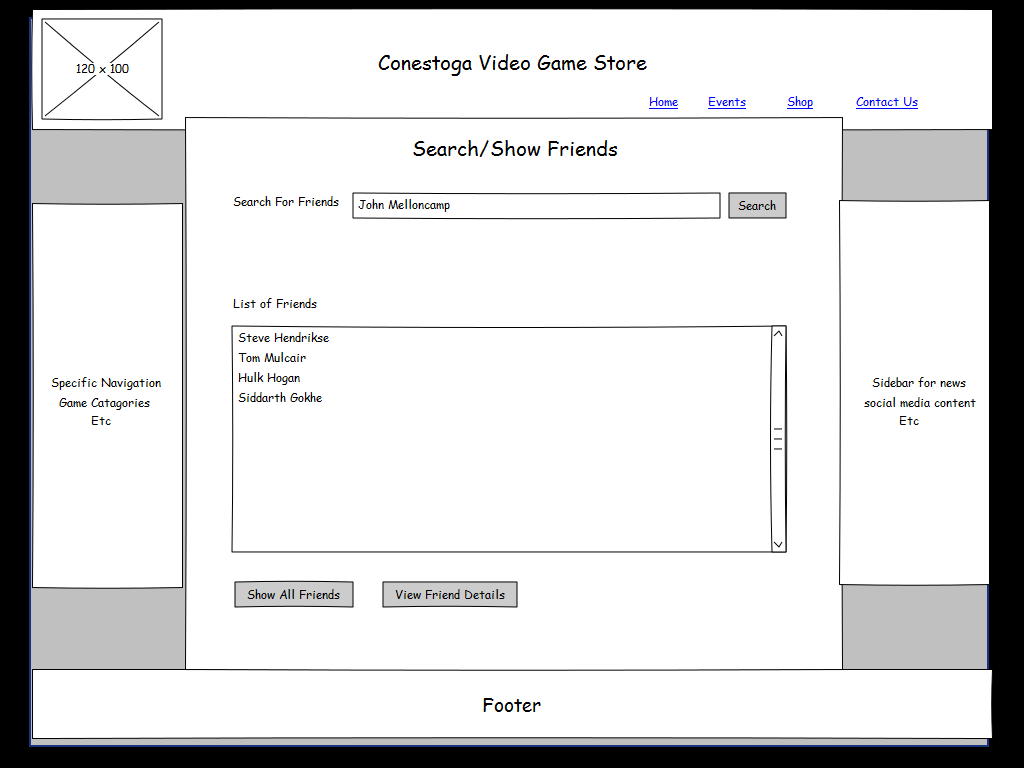 120 x 100
Conestoga Video Game Store
Home Events Shop Contact Us
Search/Show Friends
Search For Friends John Melloncamp Search
List of Friends
Steve Hendrikse
Tom Mulcair
Hulk Hogan
Siddarth Gokhe
Specific Navigation
Game Catagories
Etc
Sidebar for news
social media content
Etc
Show All Friends View Friend Details
Footer